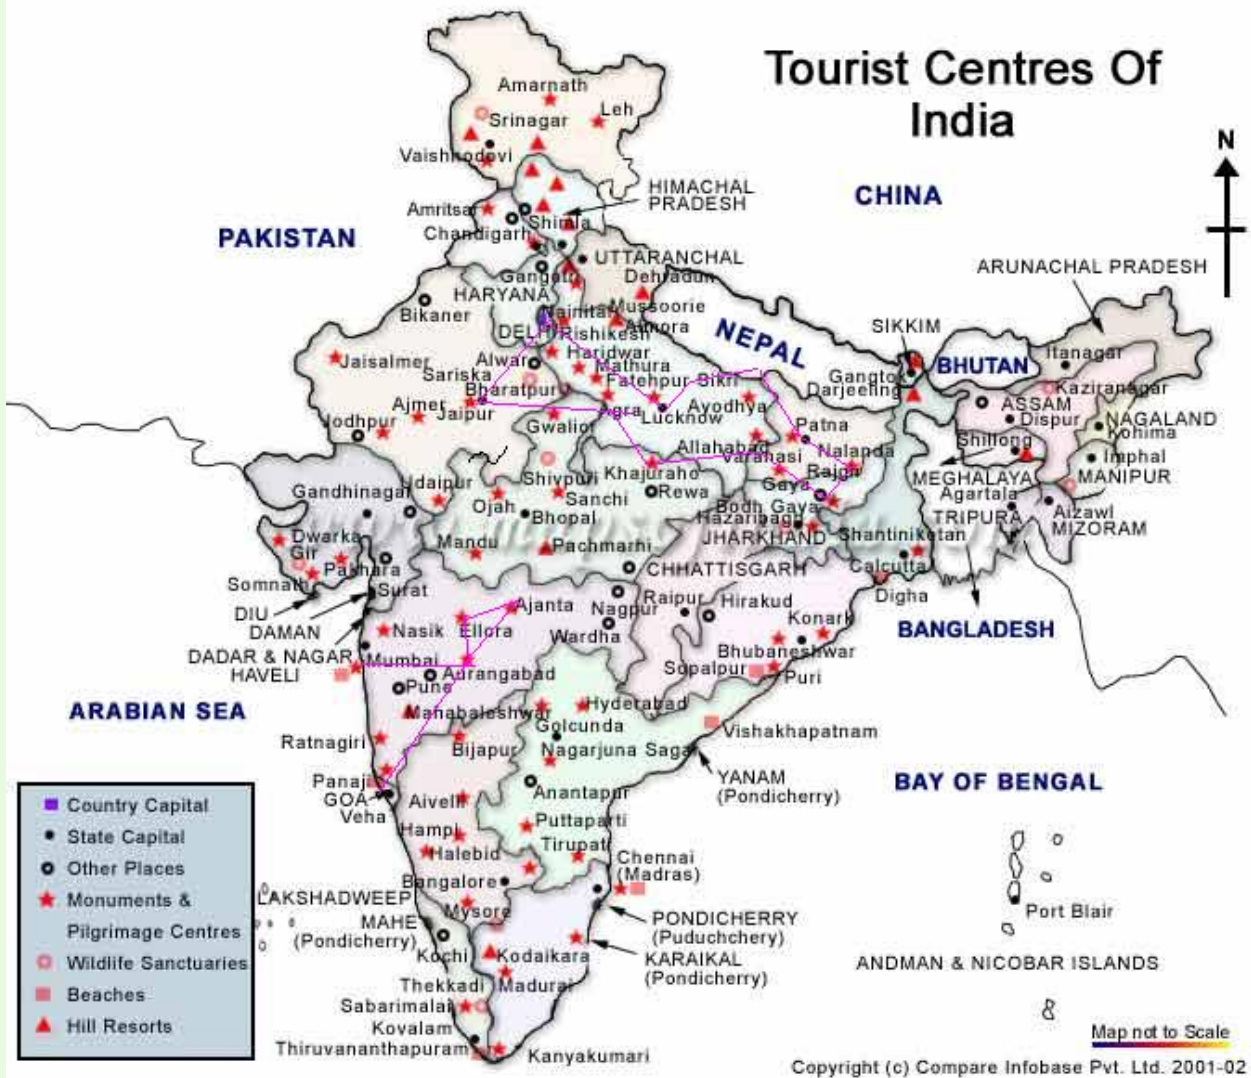 Tourist Centres Of
India
N
Amarnath
Leh
Srinagar
Vaishnodovi
HIMACHAL
PRADESH
CHINA
Amritsar
Shimla
Chandigarh
PAKISTAN
UTTARANCHAL
Gangotri
Dehradun
ARUNACHAL PRADESH
HARYANA
Bikaner
Nainital
Mussoorie
DELHI
Rishikesh
Almora
NEPAL
SIKKIM
BHUTAN
Itanagar
Jaisalmer
Alwar
Haridwar
Sariska
Mathura
Bharatpur
Fatehpur Sikri
Gangto
Darjeeling
Kaziranagar
Ajmer
Jaipur
Agra
Lucknow
Ayodhya
ASSAM
Dispur
NAGALAND
Kohima
Jodhpur
Gwalior
Allahabad
Patna
Shillong
Varanasi
Nalanda
Imphal
Khajuraho
Rajgir
MEGHALAYA
MANIPUR
Udaipur
Shivpuri
Gaya
Gandhinagar
Ojah
Sanchi
Rewa
Bodh Gaya
Agartala
Aizawl
Bhopal
Hazaribagh
TRIPURA
MIZORAM
Dwarka
JHARKHAND
Shantiniketan
Gir
Mandu
Pachmarhi
Calcutta
Pakhara
CHHATTISGARH
Somnath
Surat
Digha
DIU
Ajanta
Nagpur
Raipur
Hirakud
DAMAN
Nasik
Ellora
Wardha
Konark
BANGLADESH
DADAR & NAGAR
HAVELI
Mumbai
Bhubaneshwar
Aurangabad
Sopalpur
Puri
Pune
ARABIAN SEA
Manabaleshwar
Hyderabad
Golcunda
Vishakhapatnam
Ratnagiri
Bijapur
Nagarjuna Sagar
Panaji
YANAM
(Pondicherry)
BAY OF BENGAL
GOA
Veha
Aivelli
Anantapur
Hampi
Puttaparti
Halebid
Tirupati
Chennai
(Madras)
Bangalore
LAKSHADWEEP
Mysore
MAHE
(Pondicherry)
PONDICHERRY
(Puduchchery)
Port Blair
Kochi
Kodaikara
KARAIKAL
(Pondicherry)
ANDMAN & NICOBAR ISLANDS
Thekkadi
Madurai
Sabarimalai
Kovalam
Thiruvananthapuram
Kanyakumari
Country Capital
State Capital
Other Places
Monuments &
Pilgrimage Centres
Wildlife Sanctuaries
Beaches
Hill Resorts
Map not to Scale
Copyright (c) Compare Infobase Pvt. Ltd. 2001-02